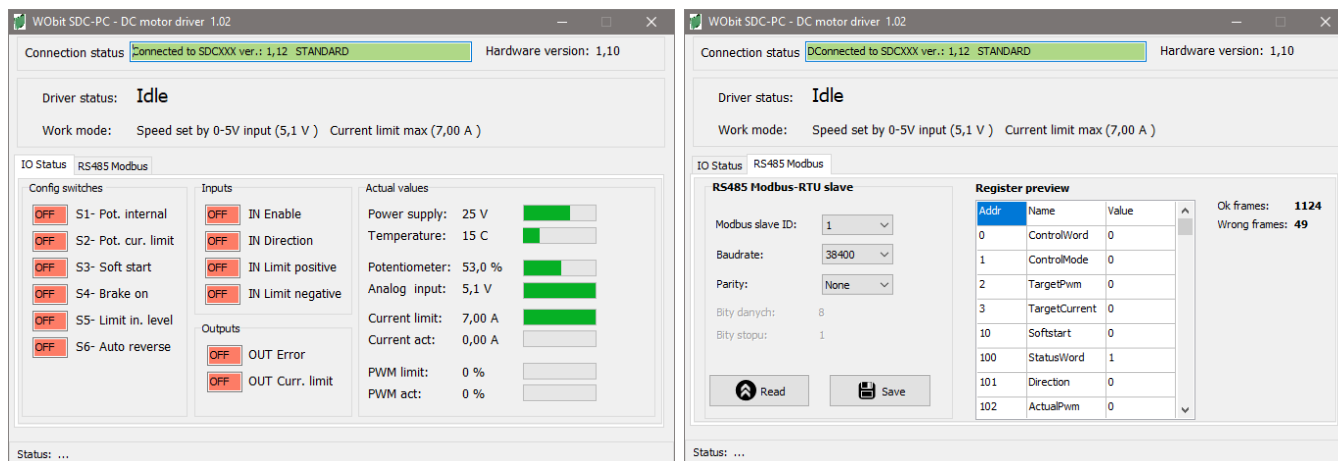 WObit SDC-PC - DC motor driver 1.02
Connection status Connected to SDCXXX ver.: 1,12 STANDARD Hardware version: 1,10
Driver status: Idle
Work mode: Speed set by 0-5V input (5,1 V ) Current limit max (7,00 A )
IO Status RS485 Modbus
Config switches
OFF S1- Pot. internal
OFF S2- Pot. cur. limit
OFF S3- Soft start
OFF S4- Brake on
OFF S5- Limit in. level
OFF S6- Auto reverse
Inputs
OFF IN Enable
OFF IN Direction
OFF IN Limit positive
OFF IN Limit negative
Outputs
OFF OUT Error
OFF OUT Curr. limit
Actual values
Power supply: 25 V
Temperature: 15 C
Potentiometer: 53,0 %
Analog input: 5,1 V
Current limit: 7,00 A
Current act: 0,00 A
PWM limit: 0 %
PWM act: 0 %
Status: ...
WObit SDC-PC - DC motor driver 1.02
Connection status DConnected to SDCXXX ver.: 1,12 STANDARD Hardware version: 1,10
Driver status: Idle
Work mode: Speed set by 0-5V input (5,1 V ) Current limit max (7,00 A )
IO Status RS485 Modbus
RS485 Modbus-RTU slave
Modbus slave ID: 1
Baudrate: 38400
Parity: None
Bity danych: 8
Bity stopu: 1
Read Save
Register preview
Addr Name Value
0 ControlWord 0
1 ControlMode 0
2 TargetPwm 0
3 TargetCurrent 0
10 Softstart 0
100 StatusWord 1
101 Direction 0
102 ActualPwm 0
Ok frames: 1124
Wrong frames: 49
Status: ...